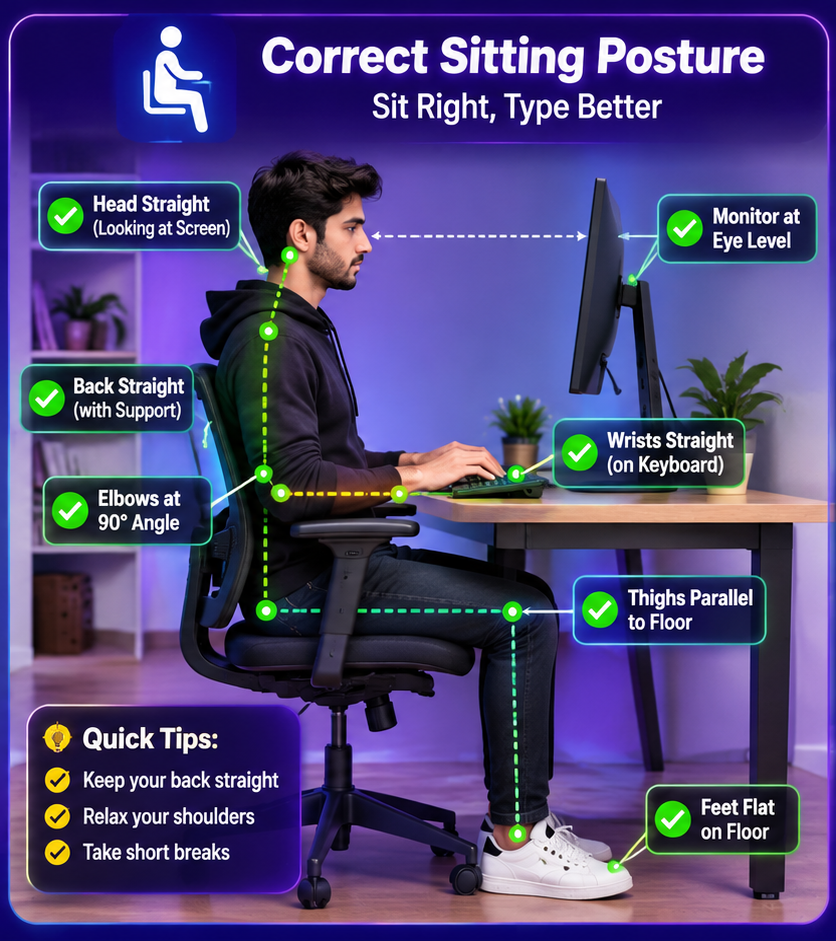 Correct Sitting Posture
Sit Right, Type Better
Head Straight
(Looking at Screen)
Monitor at
Eye Level
Back Straight
(with Support)
Wrists Straight
(on Keyboard)
Elbows at
90° Angle
Thighs Parallel
to Floor
Quick Tips:
Keep your back straight
Relax your shoulders
Take short breaks
Feet Flat
on Floor